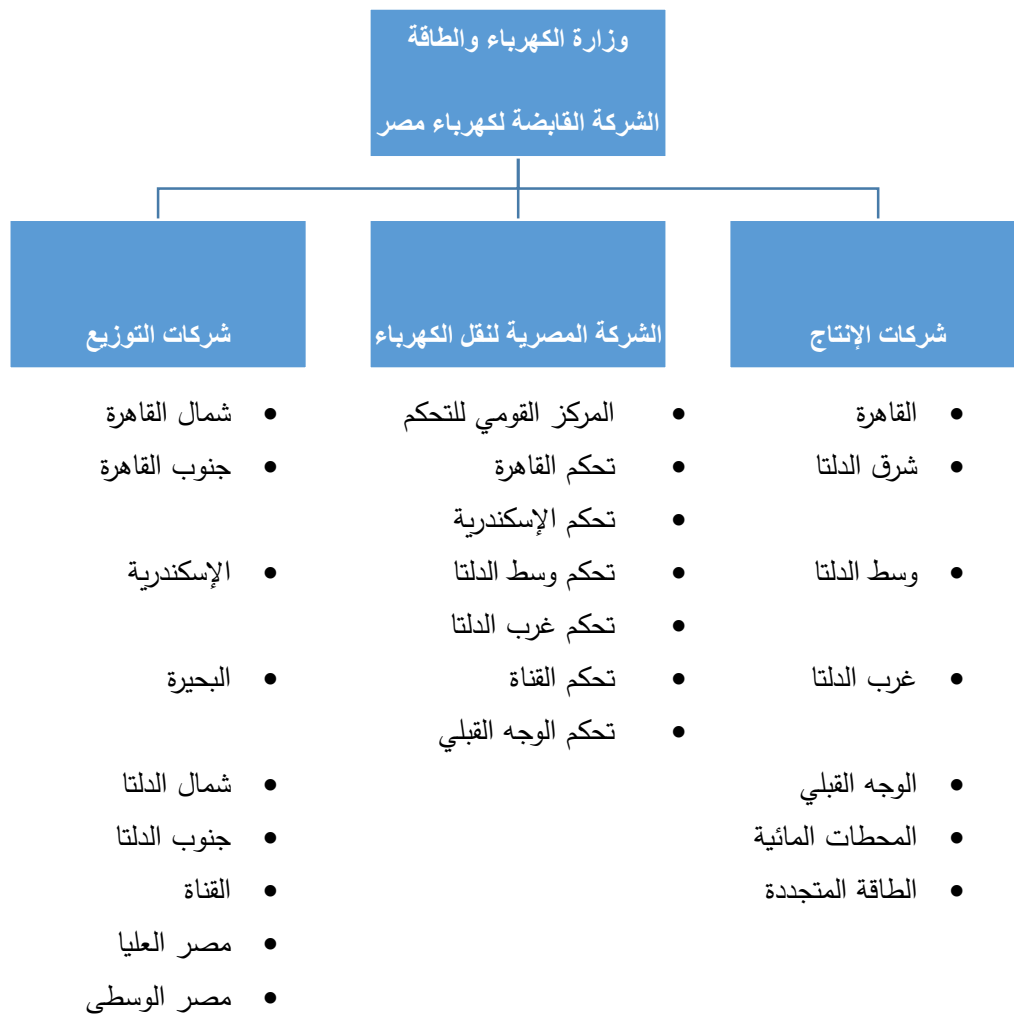 وزارة الكهرباء والطاقة
الشركة القابضة لكهرباء مصر
شركات الإنتاج
الشركة المصرية لنقل الكهرباء
شركات التوزيع
• القاهرة
• شرق الدلتا
• وسط الدلتا
• غرب الدلتا
• الوجه القبلي
• المحطات المائية
• الطاقة المتجددة
• المركز القومي للتحكم
• تحكم القاهرة
• تحكم الإسكندرية
• تحكم وسط الدلتا
• تحكم غرب الدلتا
• تحكم القناة
• تحكم الوجه القبلي
• شمال القاهرة
• جنوب القاهرة
• الإسكندرية
• البحيرة
• شمال الدلتا
• جنوب الدلتا
• القناة
• مصر العليا
• مصر الوسطى